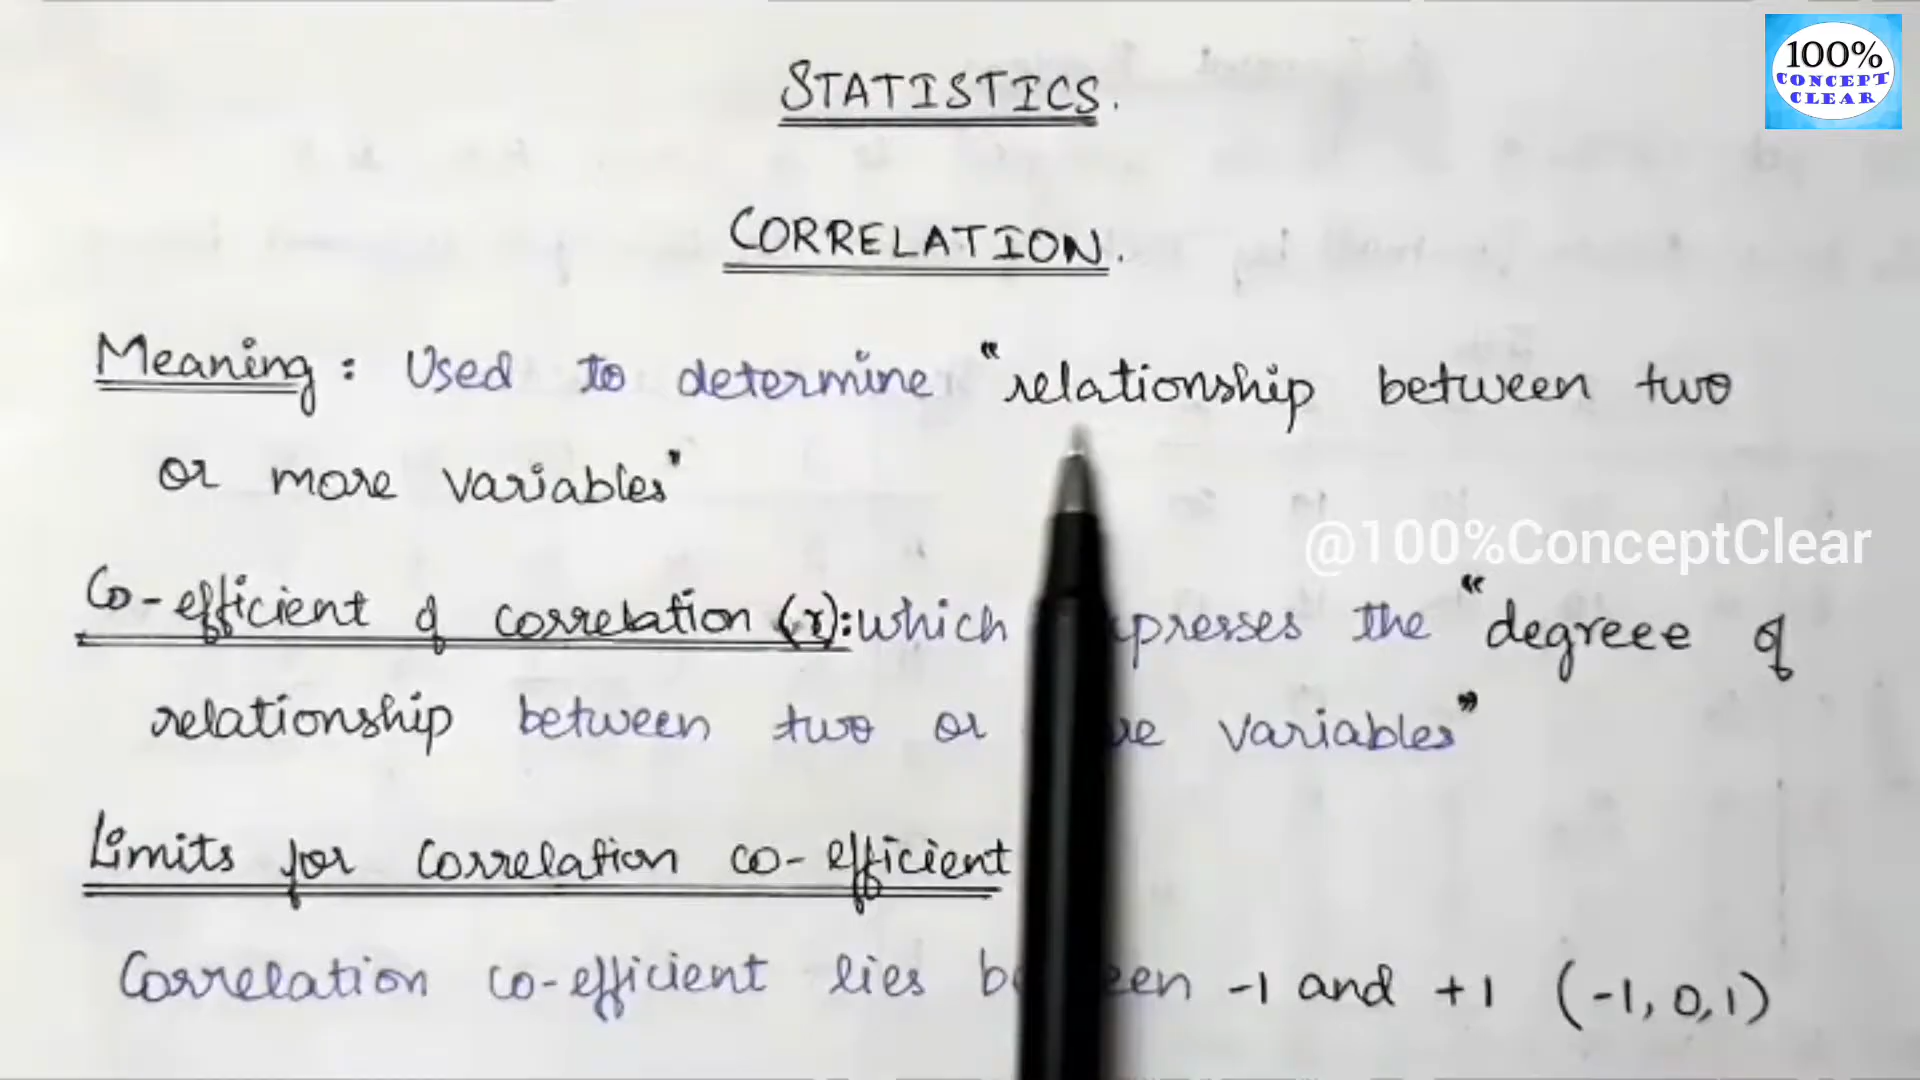 STATISTICS.
100%
CONCEPT
CLEAR
CORRELATION.
Meaning: Used to determine "relationship between two
or more variables"
@100%ConceptClear
Co-efficient of correlation (r): which presses the "degreee of
relationship between two or variables"
Limits for correlation co-efficient
Correlation co-efficient lies -1 and +1 (-1, 0, 1)